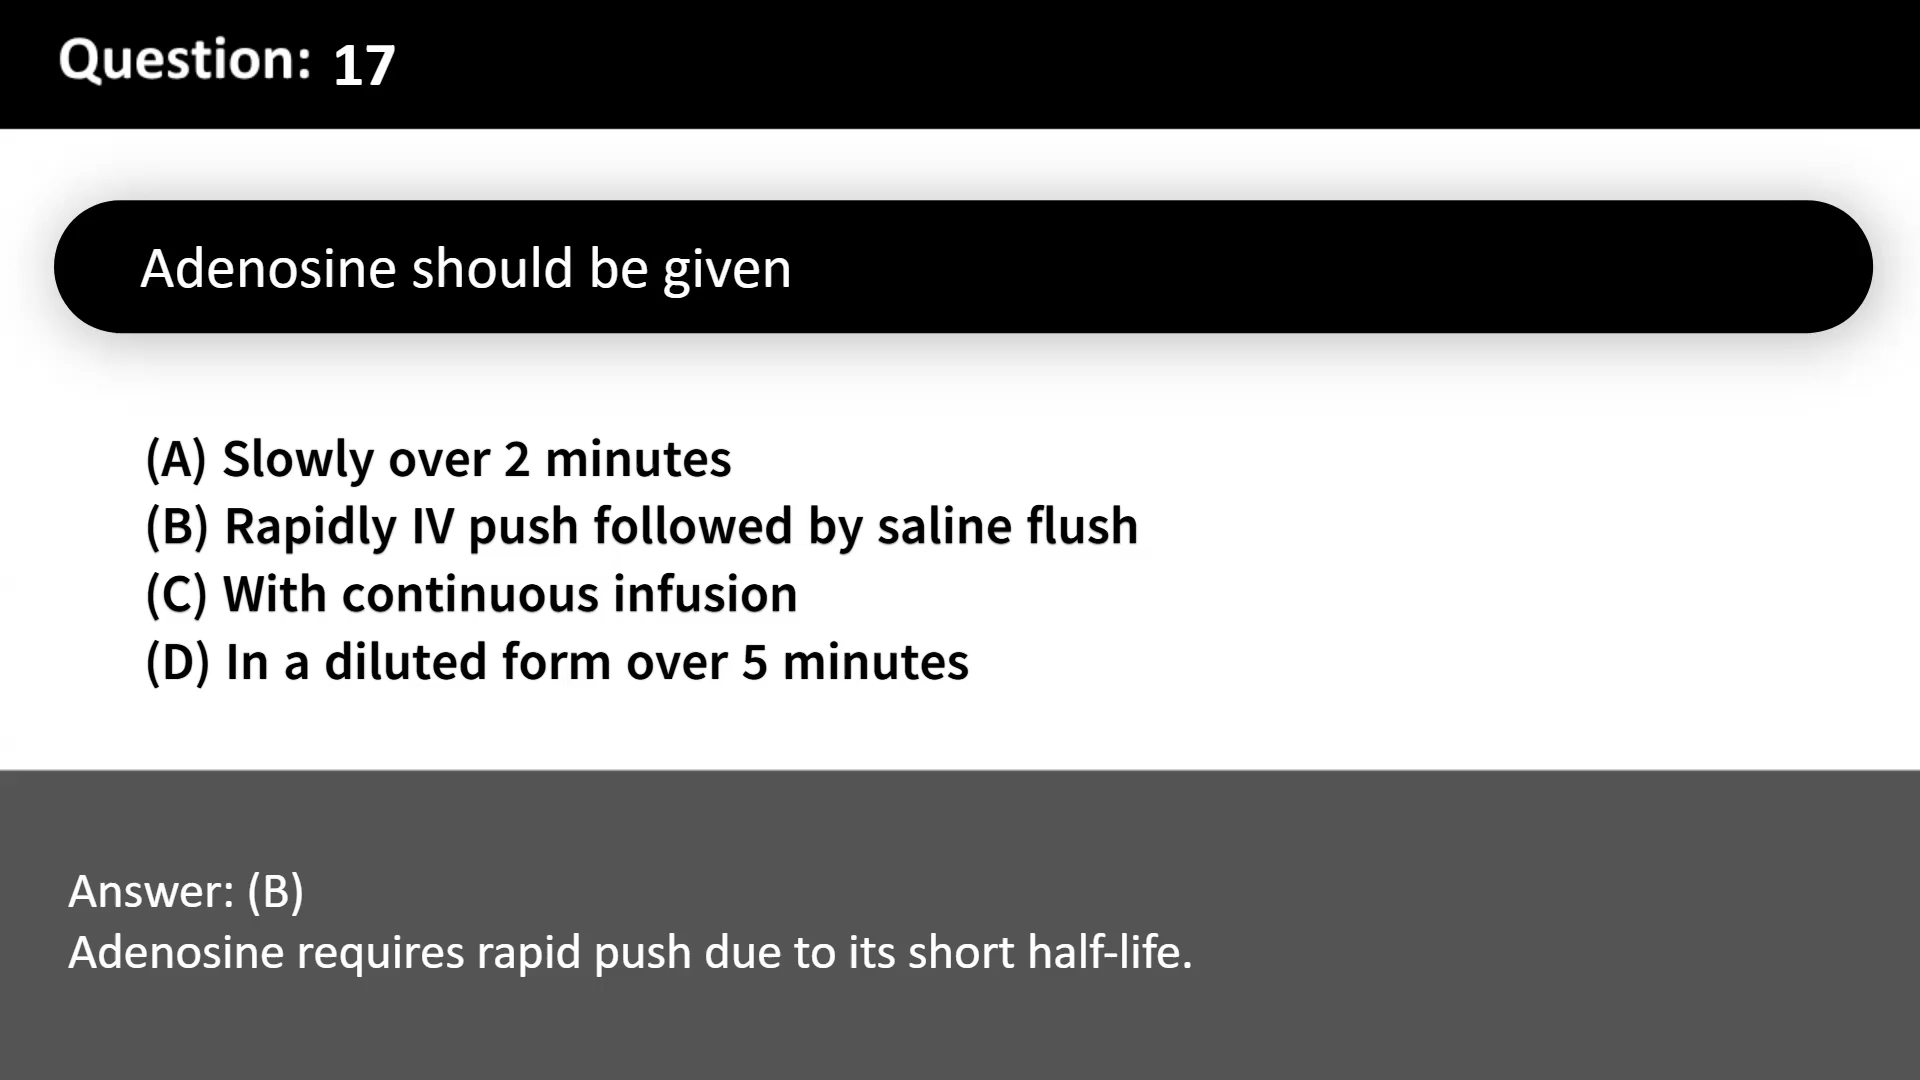 Question: 17
Adenosine should be given
(A) Slowly over 2 minutes
(B) Rapidly IV push followed by saline flush
(C) With continuous infusion
(D) In a diluted form over 5 minutes
Answer: (B)
Adenosine requires rapid push due to its short half-life.